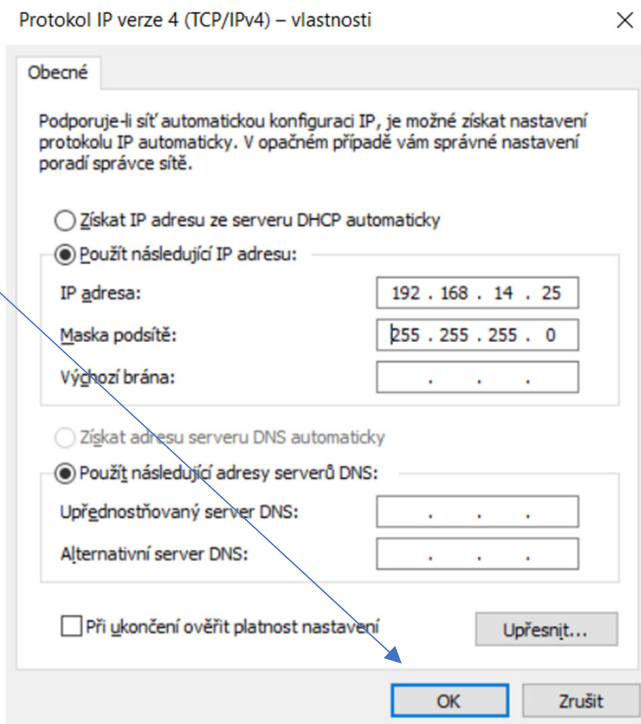 Protokol IP verze 4 (TCP/IPv4) – vlastnosti
Obecné
Podporuje-li síť automatickou konfiguraci IP, je možné získat nastavení
protokolu IP automaticky. V opačném případě vám správné nastavení
poradí správce sítě.
Získat IP adresu ze serveru DHCP automaticky
Použít následující IP adresu:
IP adresa: 192 . 168 . 14 . 25
Maska podsítě: 255 . 255 . 255 . 0
Výchozí brána: . . .
Získat adresu serveru DNS automaticky
Použít následující adresy serverů DNS:
Upřednostňovaný server DNS: . . .
Alternativní server DNS: . . .
Při ukončení ověřit platnost nastavení
Upřesnit...
OK Zrušit